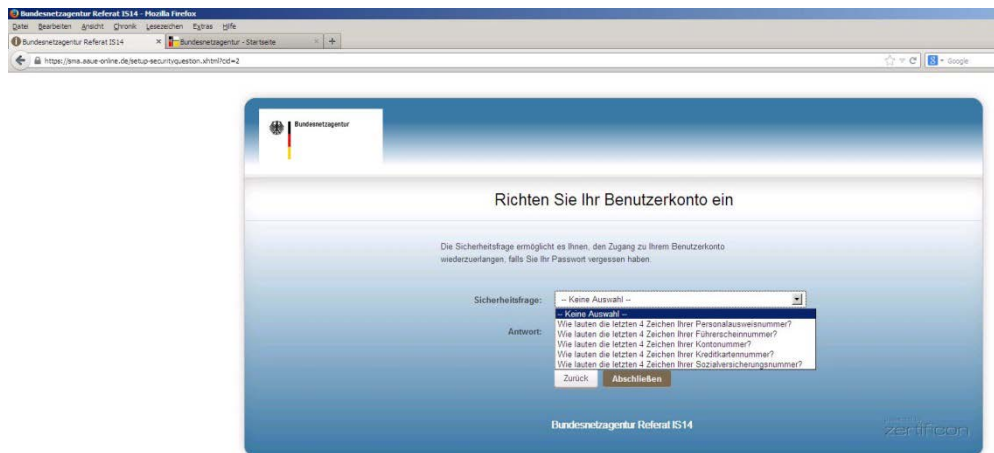 Bundesnetzagentur Referat IS14 - Mozilla Firefox
Datei Bearbeiten Ansicht Chronik Lesezeichen Extras Hilfe
Bundesnetzagentur Referat IS14 × Bundesnetzagentur - Startseite × +
https://sma.aaue-online.de/setup-securityquestion.xhtml?cid=2
8 - Google
Bundesnetzagentur
Richten Sie Ihr Benutzerkonto ein
Die Sicherheitsfrage ermöglicht es Ihnen, den Zugang zu Ihrem Benutzerkonto
wiederzuerlangen, falls Sie Ihr Passwort vergessen haben.
Sicherheitsfrage: -- Keine Auswahl --
-- Keine Auswahl --
Wie lauten die letzten 4 Zeichen Ihrer Personalausweisnummer?
Antwort: Wie lauten die letzten 4 Zeichen Ihrer Führerscheinnummer?
Wie lauten die letzten 4 Zeichen Ihrer Kontonummer?
Wie lauten die letzten 4 Zeichen Ihrer Kreditkartennummer?
Wie lauten die letzten 4 Zeichen Ihrer Sozialversicherungsnummer?
Zurück Abschließen
Bundesnetzagentur Referat IS14
zertificon